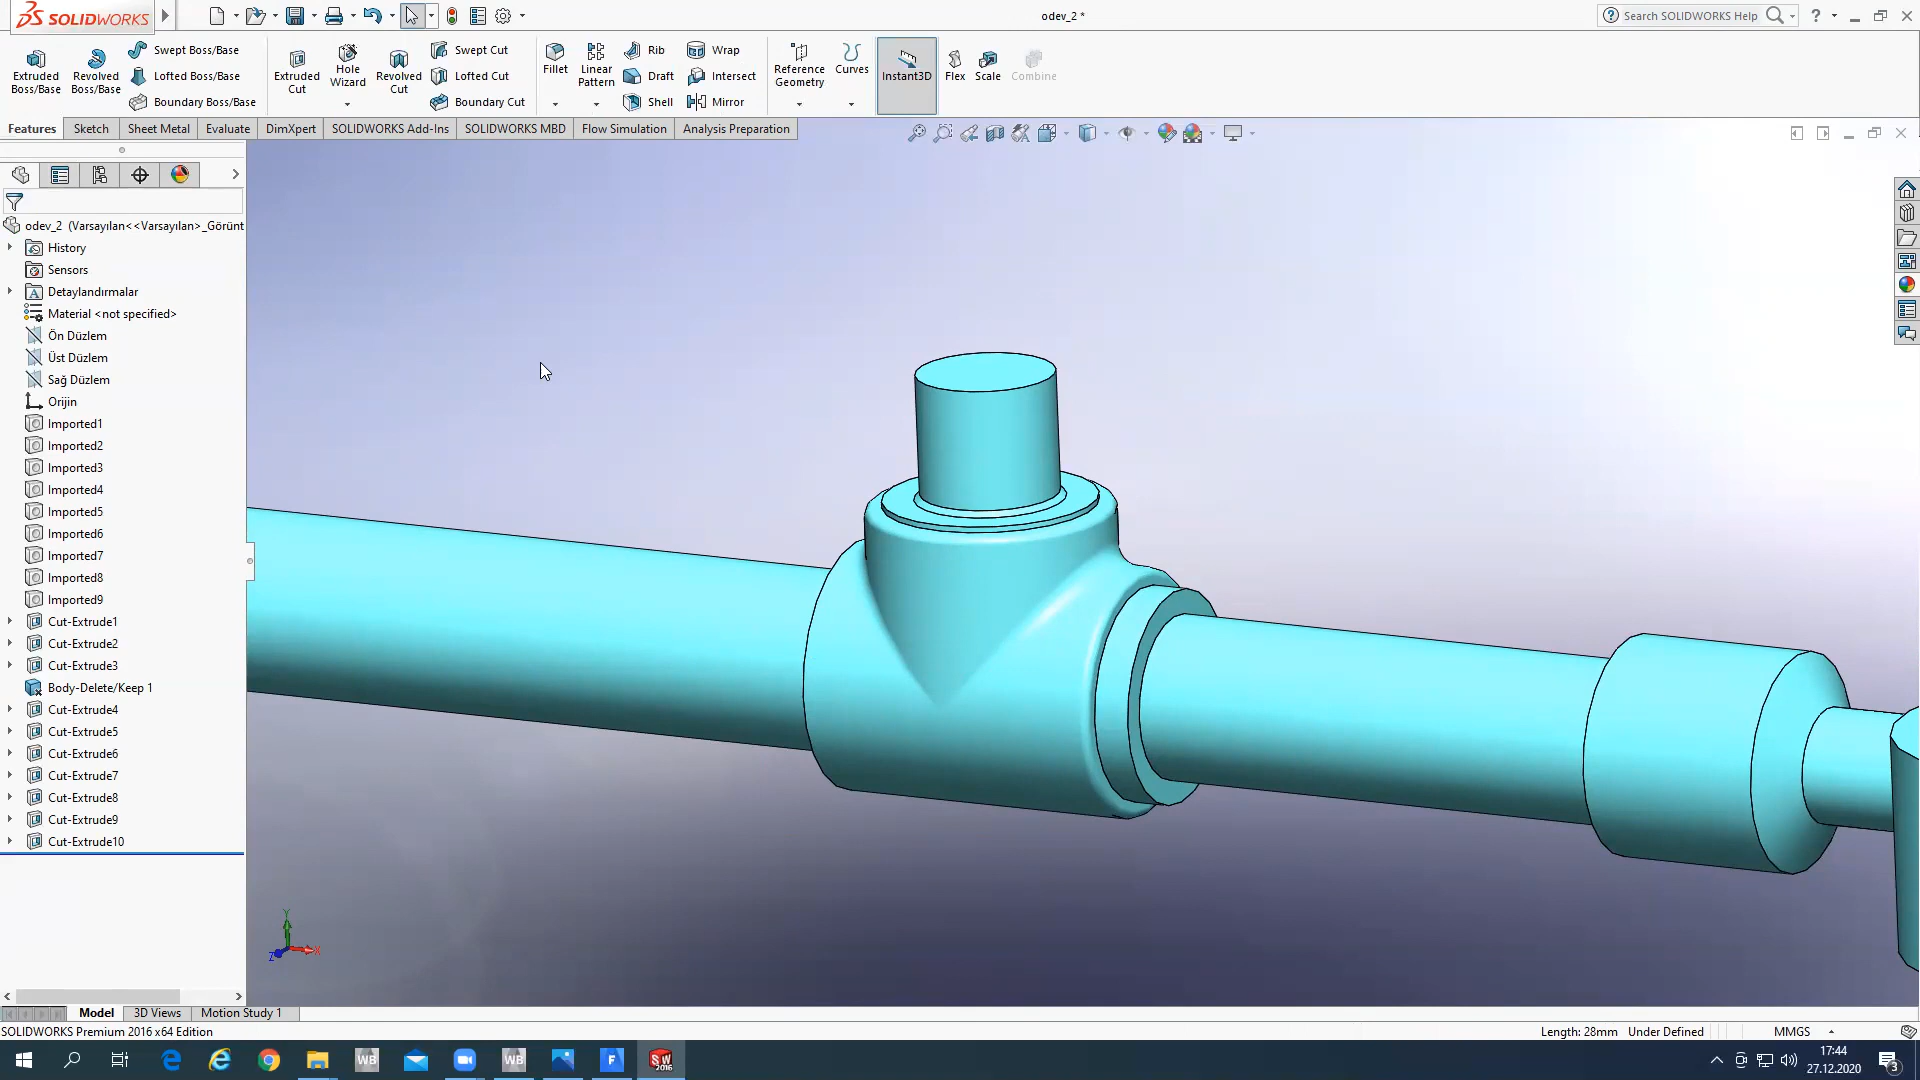 SOLIDWORKS
odev_2 *
Search SOLIDWORKS Help
Extruded Boss/Base
Revolved Boss/Base
Swept Boss/Base
Lofted Boss/Base
Boundary Boss/Base
Extruded Cut
Hole Wizard
Revolved Cut
Swept Cut
Lofted Cut
Boundary Cut
Fillet
Linear Pattern
Rib
Draft
Shell
Wrap
Intersect
Mirror
Reference Geometry
Curves
Instant3D
Flex
Scale
Combine
Features
Sketch
Sheet Metal
Evaluate
DimXpert
SOLIDWORKS Add-Ins
SOLIDWORKS MBD
Flow Simulation
Analysis Preparation
odev_2 (Varsayılan<<Varsayılan>_Görünt
History
Sensors
Detaylandırmalar
Material <not specified>
Ön Düzlem
Üst Düzlem
Sağ Düzlem
Orijin
Imported1
Imported2
Imported3
Imported4
Imported5
Imported6
Imported7
Imported8
Imported9
Cut-Extrude1
Cut-Extrude2
Cut-Extrude3
Body-Delete/Keep 1
Cut-Extrude4
Cut-Extrude5
Cut-Extrude6
Cut-Extrude7
Cut-Extrude8
Cut-Extrude9
Cut-Extrude10
Y
X
Z
Model
3D Views
Motion Study 1
SOLIDWORKS Premium 2016 x64 Edition
Length: 28mm
Under Defined
MMGS
WB
WB
F
SW
2016
17:44
27.12.2020
3